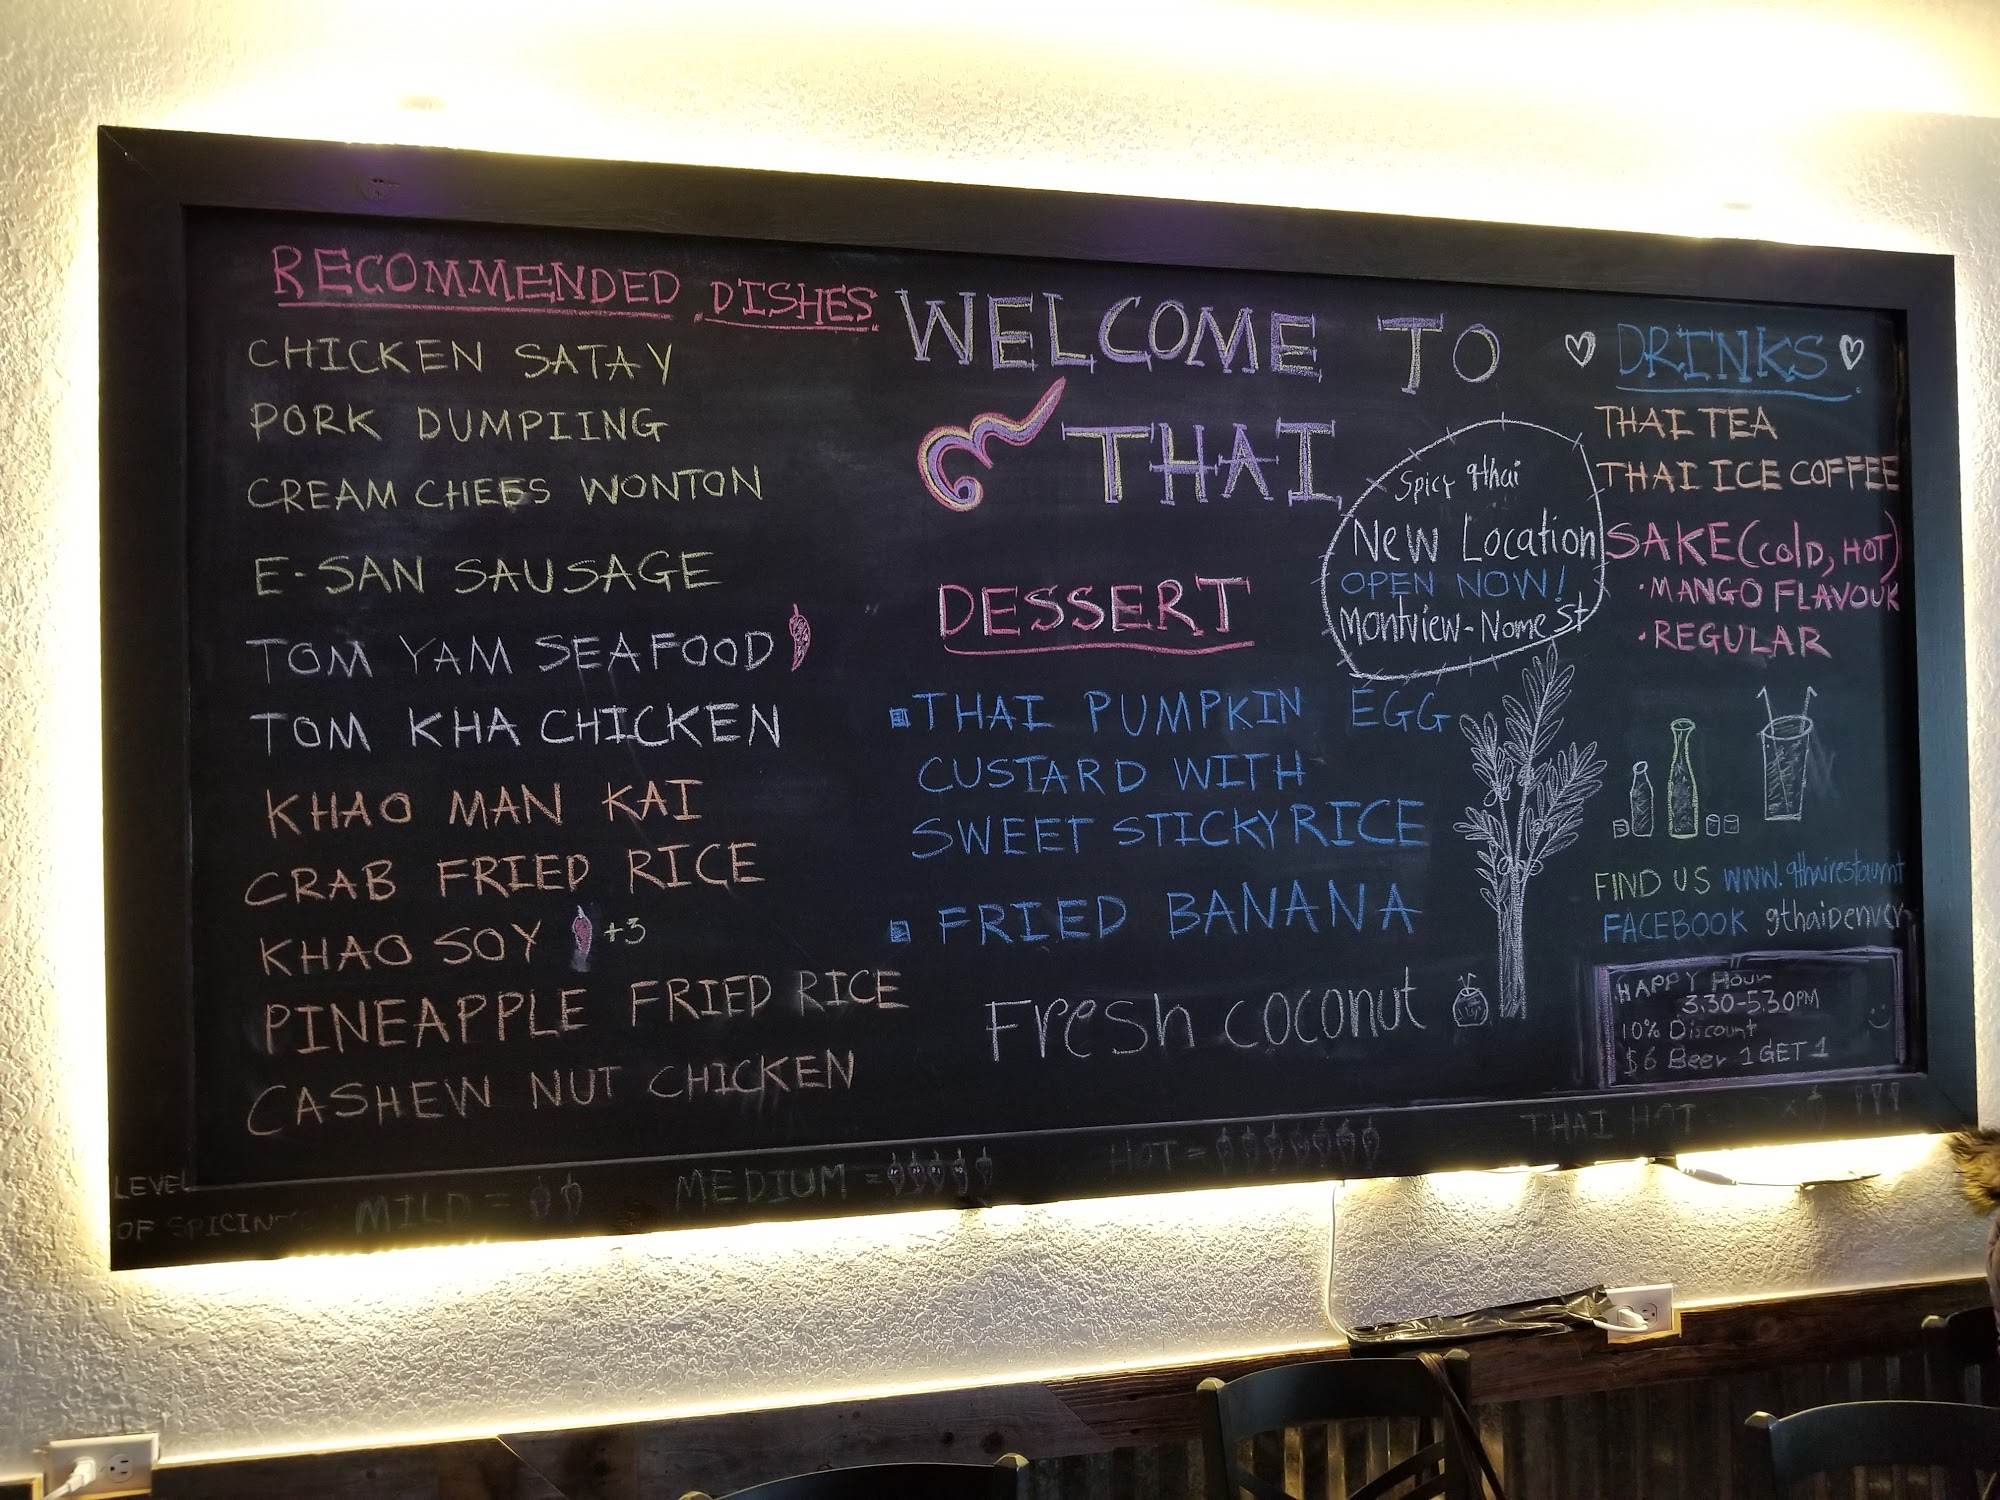 RECOMMENDED DISHES
CHICKEN SATAY
PORK DUMPIING
CREAM CHEES WONTON
E-SAN SAUSAGE
TOM YAM SEAFOOD
TOM KHA CHICKEN
KHAO MAN KAI
CRAB FRIED RICE
KHAO SOY +3
PINEAPPLE FRIED RICE
CASHEW NUT CHICKEN
WELCOME TO
๙ THAI
Spicy 9thai
New Location
OPEN NOW!
Montview-Nome St
DESSERT
THAI PUMPKIN EGG
CUSTARD WITH
SWEET STICKY RICE
FRIED BANANA
Fresh coconut
DRINKS
THAI TEA
THAI ICE COFFEE
SAKE (COLD, HOT)
·MANGO FLAVOUR
·REGULAR
FIND US WWW.9thairestaurnt
FACEBOOK 9thaiDenver
HAPPY Hour
3.30-5.30PM
10% Discount
$6 Beer 1 GET 1
LEVEL
OF
MILD =
MEDIUM =
HOT =
THAI HOT